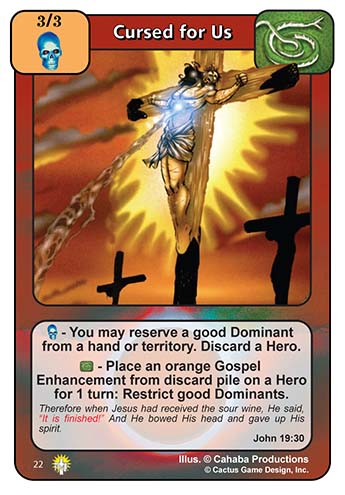 3/3
Cursed for Us
- You may reserve a good Dominant
from a hand or territory. Discard a Hero.
- Place an orange Gospel
Enhancement from discard pile on a Hero
for 1 turn: Restrict good Dominants.
Therefore when Jesus had received the sour wine, He said,
"It is finished!" And He bowed His head and gave up His
spirit.
John 19:30
22
Illus. © Cahaba Productions
© Cactus Game Design, Inc.